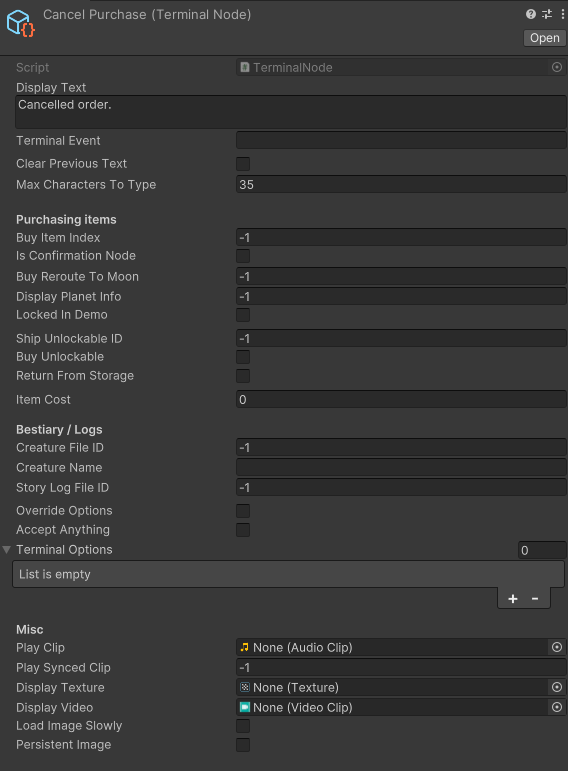 Cancel Purchase (Terminal Node)
Open
Script TerminalNode
Display Text
Cancelled order.
Terminal Event
Clear Previous Text
Max Characters To Type 35
Purchasing items
Buy Item Index -1
Is Confirmation Node
Buy Reroute To Moon -1
Display Planet Info -1
Locked In Demo
Ship Unlockable ID -1
Buy Unlockable
Return From Storage
Item Cost 0
Bestiary / Logs
Creature File ID -1
Creature Name
Story Log File ID -1
Override Options
Accept Anything
Terminal Options 0
List is empty
+ -
Misc
Play Clip None (Audio Clip)
Play Synced Clip -1
Display Texture None (Texture)
Display Video None (Video Clip)
Load Image Slowly
Persistent Image